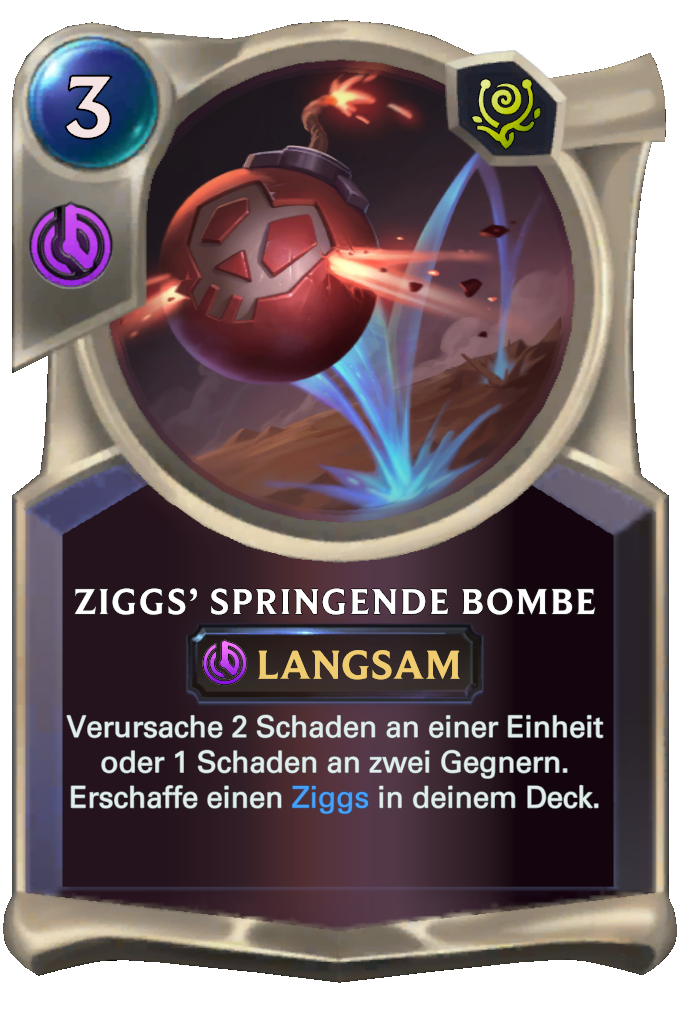 3
ZIGGS’ SPRINGENDE BOMBE
LANGSAM
Verursache 2 Schaden an einer Einheit
oder 1 Schaden an zwei Gegnern.
Erschaffe einen Ziggs in deinem Deck.